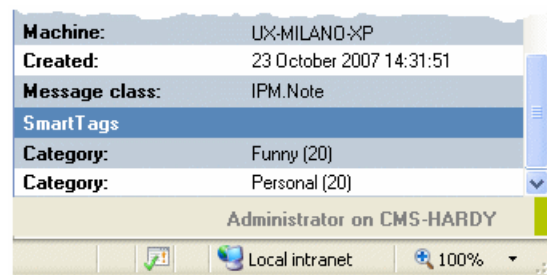 Machine: UX-MILANO-XP
Created: 23 October 2007 14:31:51
Message class: IPM.Note
SmartTags
Category: Funny (20)
Category: Personal (20)
Administrator on CMS-HARDY
Local intranet 100%